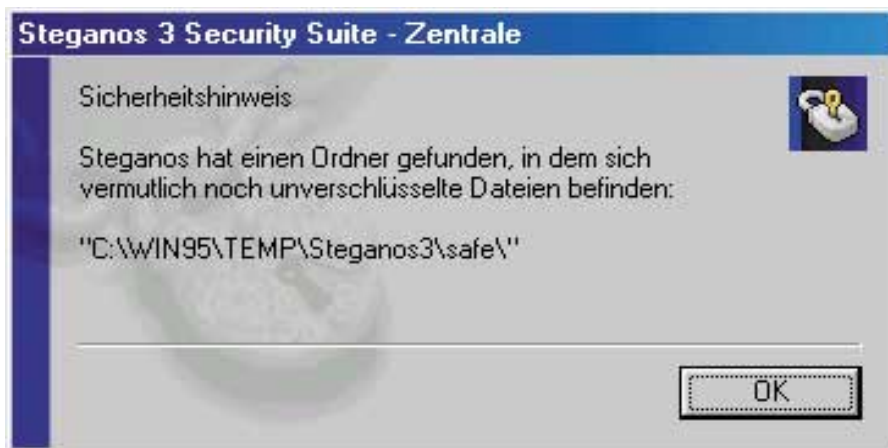 Steganos 3 Security Suite - Zentrale
Sicherheitshinweis
Steganos hat einen Ordner gefunden, in dem sich
vermutlich noch unverschlüsselte Dateien befinden:
"C:\WIN95\TEMP\Steganos3\safe\"
OK